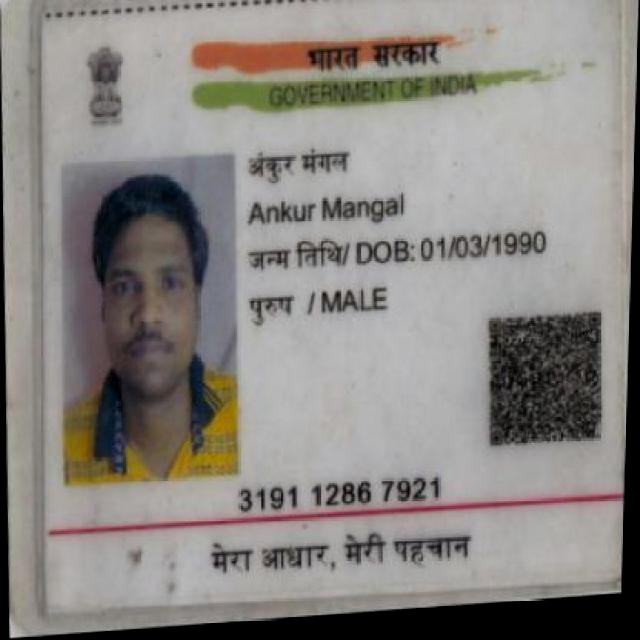 भारत सरकार
GOVERNMENT OF INDIA
अंकुर मंगल
Ankur Mangal
जन्म तिथि/ DOB: 01/03/1990
पुरुष / MALE
3191 1286 7921
मेरा आधार, मेरी पहचान